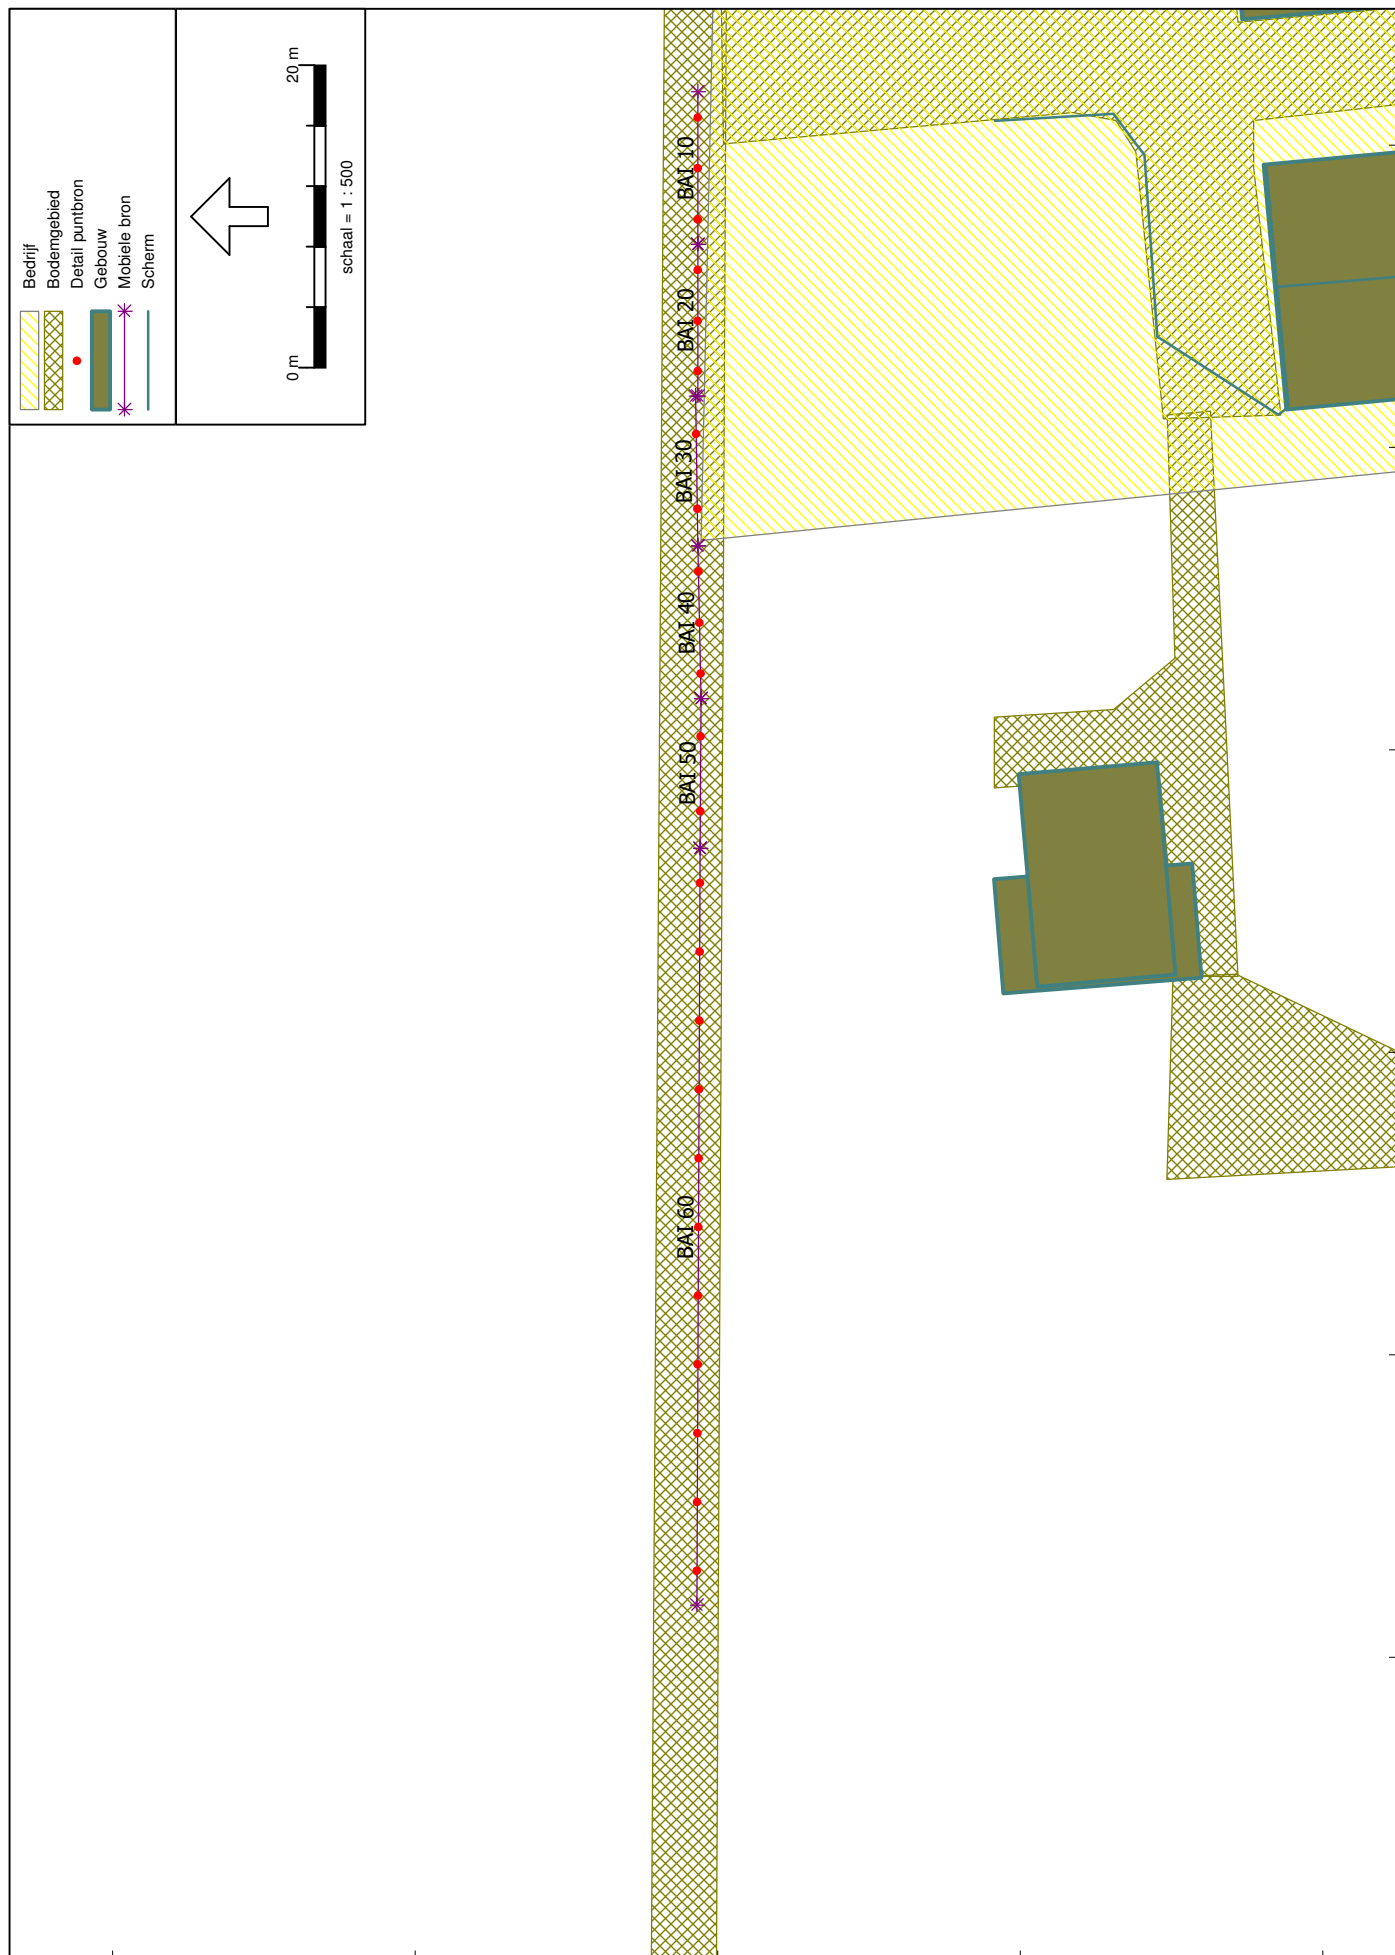 Bedrijf
Bodemgebied
Detail puntbron
Gebouw
Mobiele bron
Scherm
0 m
20 m
schaal = 1 : 500
BAI 10
BAI 20
BAI 30
BAI 40
BAI 50
BAI 60